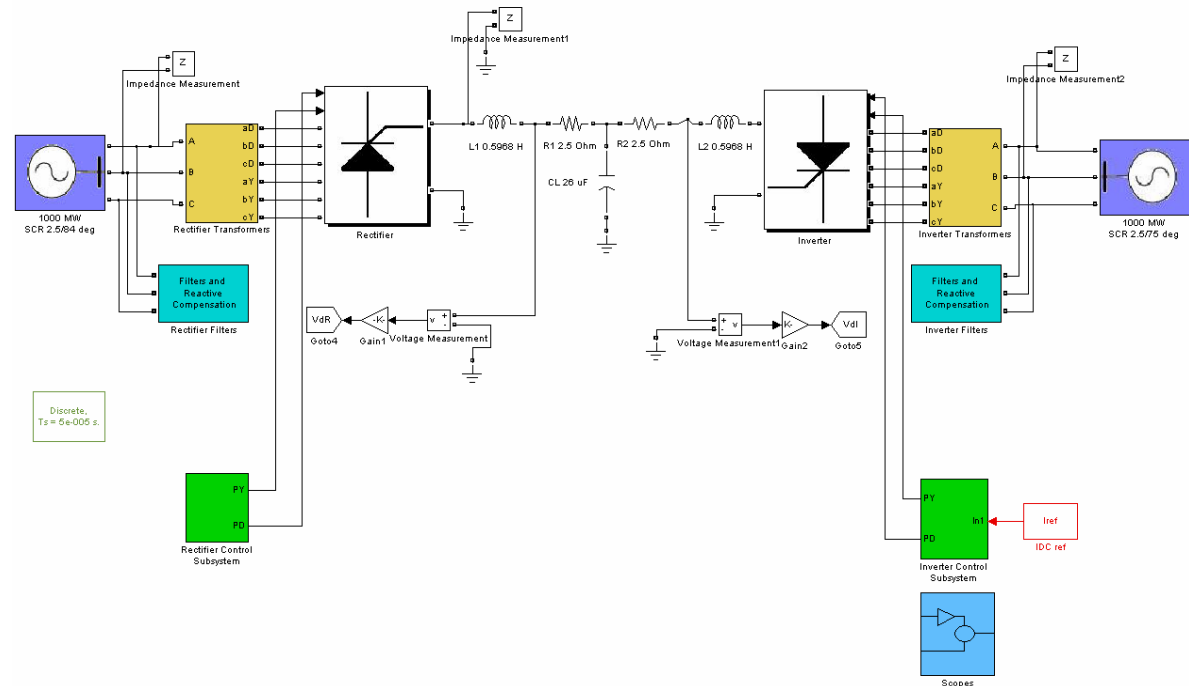 Z
Impedance Measurement1
Z
Impedance Measurement
Z
Impedance Measurement2
1000 MW
SCR 2.5/84 deg
A
B
C
aD
bD
cD
aY
bY
cY
Rectifier Transformers
Rectifier
L1 0.5968 H
R1 2.5 Ohm
R2 2.5 Ohm
L2 0.5968 H
CL 26 uF
Inverter
aD
bD
cD
aY
bY
cY
A
B
C
Inverter Transformers
1000 MW
SCR 2.5/75 deg
Filters and
Reactive
Compensation
Rectifier Filters
Filters and
Reactive
Compensation
Inverter Filters
VdR
Goto4
-K-
Gain1
v
+
-
Voltage Measurement
+
-
v
Voltage Measurement1
K-
Gain2
VdI
Goto5
Discrete,
Ts = 5e-005 s.
PY
PD
Rectifier Control
Subsystem
PY
PD
In1
Inverter Control
Subsystem
Iref
IDC ref
Scopes